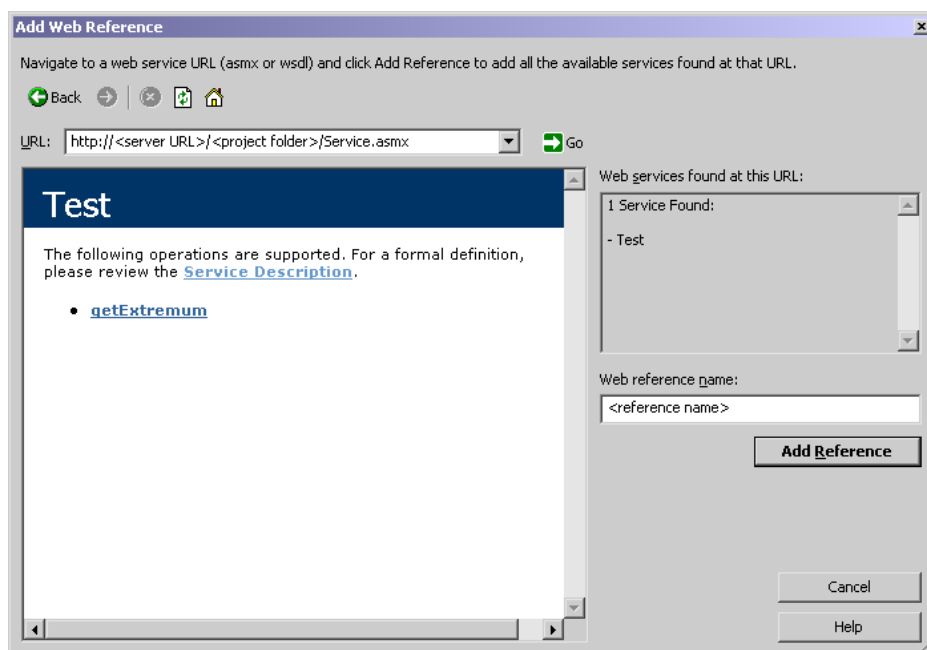 Add Web Reference
Navigate to a web service URL (asmx or wsdl) and click Add Reference to add all the available services found at that URL.
Back
URL: http://<server URL>/<project folder>/Service.asmx Go
Test
The following operations are supported. For a formal definition,
please review the Service Description.
• getExtremum
Web services found at this URL:
1 Service Found:
- Test
Web reference name:
<reference name>
Add Reference
Cancel
Help